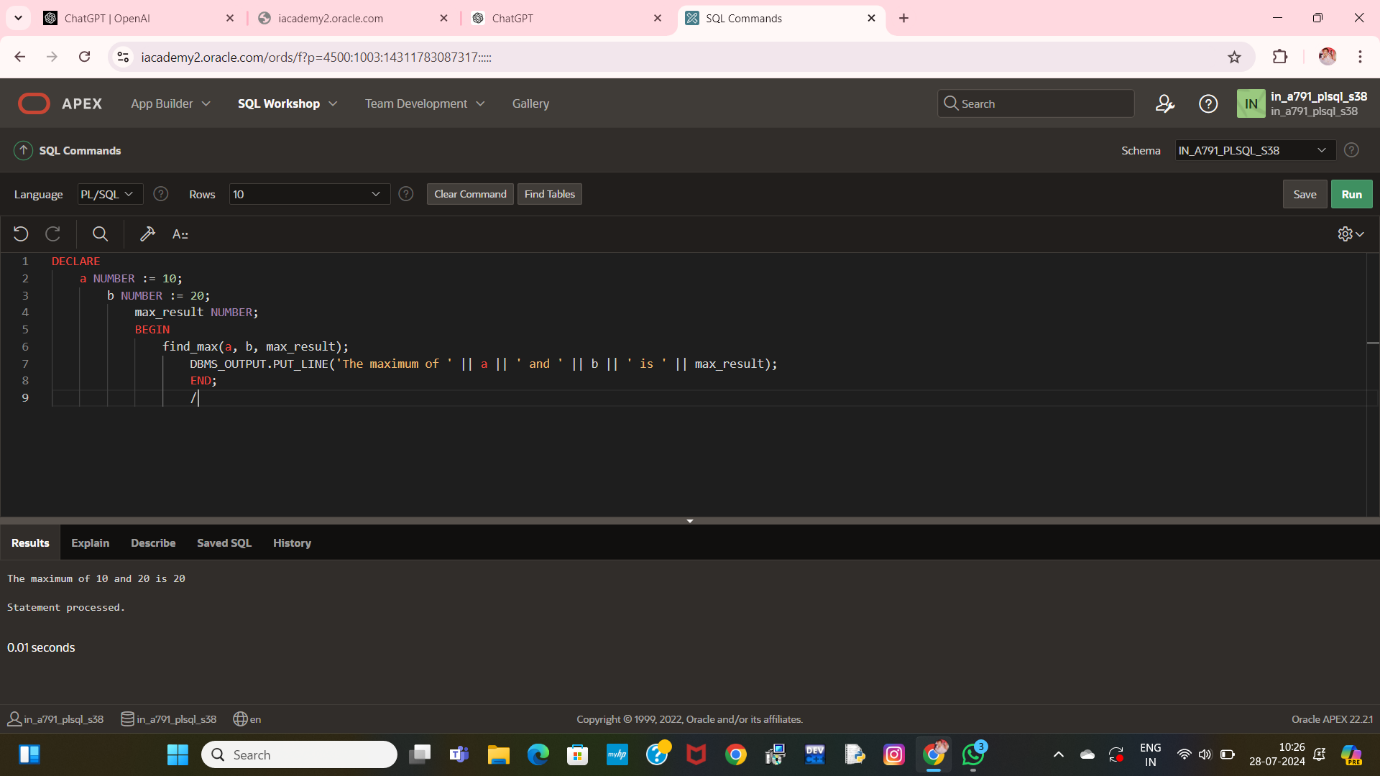 ChatGPT | OpenAI
iacademy2.oracle.com
ChatGPT
SQL Commands
iacademy2.oracle.com/ords/f?p=4500:1003:14311783087317:::::
APEX
App Builder
SQL Workshop
Team Development
Gallery
Search
IN
in_a791_plsql_s38
in_a791_plsql_s38
SQL Commands
Schema
IN_A791_PLSQL_S38
Language
PL/SQL
Rows
10
Clear Command
Find Tables
Save
Run
A::
1 DECLARE
2 a NUMBER := 10;
3 b NUMBER := 20;
4 max_result NUMBER;
5 BEGIN
6 find_max(a, b, max_result);
7 DBMS_OUTPUT.PUT_LINE('The maximum of ' || a || ' and ' || b || ' is ' || max_result);
8 END;
9 /
Results
Explain
Describe
Saved SQL
History
The maximum of 10 and 20 is 20
Statement processed.
0.01 seconds
in_a791_plsql_s38
in_a791_plsql_s38
en
Copyright © 1999, 2022, Oracle and/or its affiliates.
Oracle APEX 22.2.1
Search
myhp
DEV
3
ENG
IN
10:26
28-07-2024
PRE